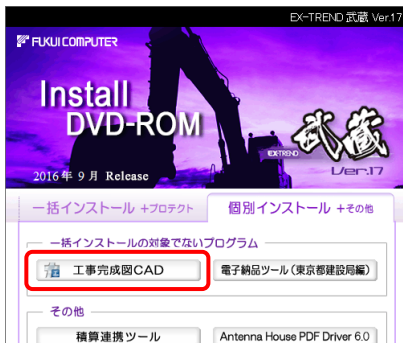 EX-TREND 武蔵 Ver.17
FUKUI COMPUTER
Install
DVD-ROM
EX-TREND 武蔵
Ver.17
2016年 9月 Release
一括インストール +プロテクト
個別インストール +その他
一括インストールの対象でないプログラム
工事完成図CAD
電子納品ツール(東京都建設局編)
その他
積算連携ツール
Antenna House PDF Driver 6.0